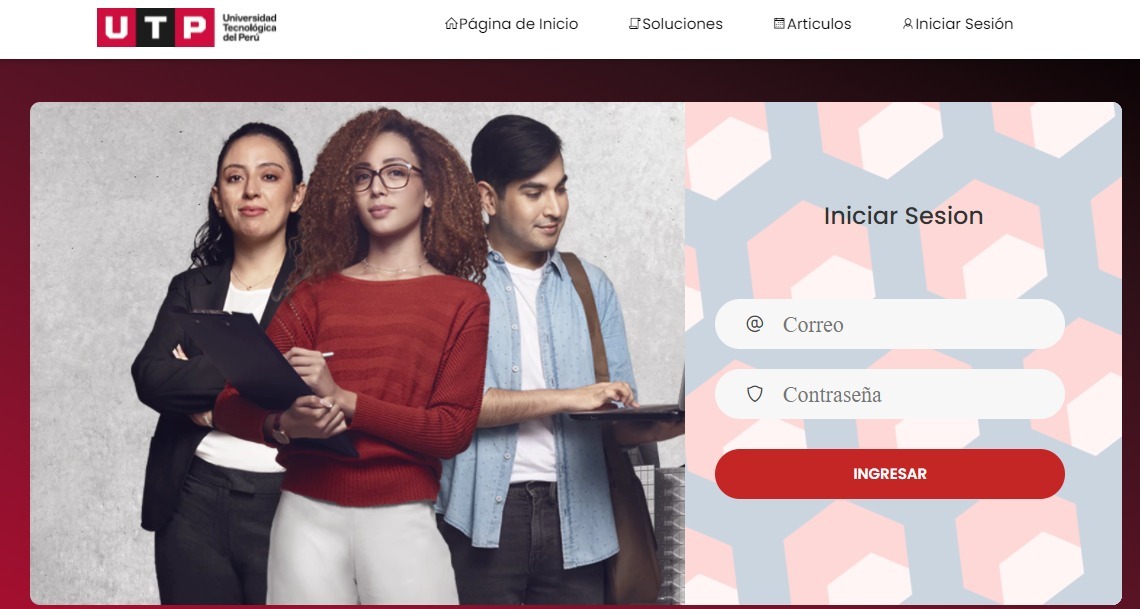 UTP
Universidad
Tecnológica
del Perú
Página de Inicio
Soluciones
Articulos
Iniciar Sesión
Iniciar Sesion
@ Correo
Contraseña
INGRESAR